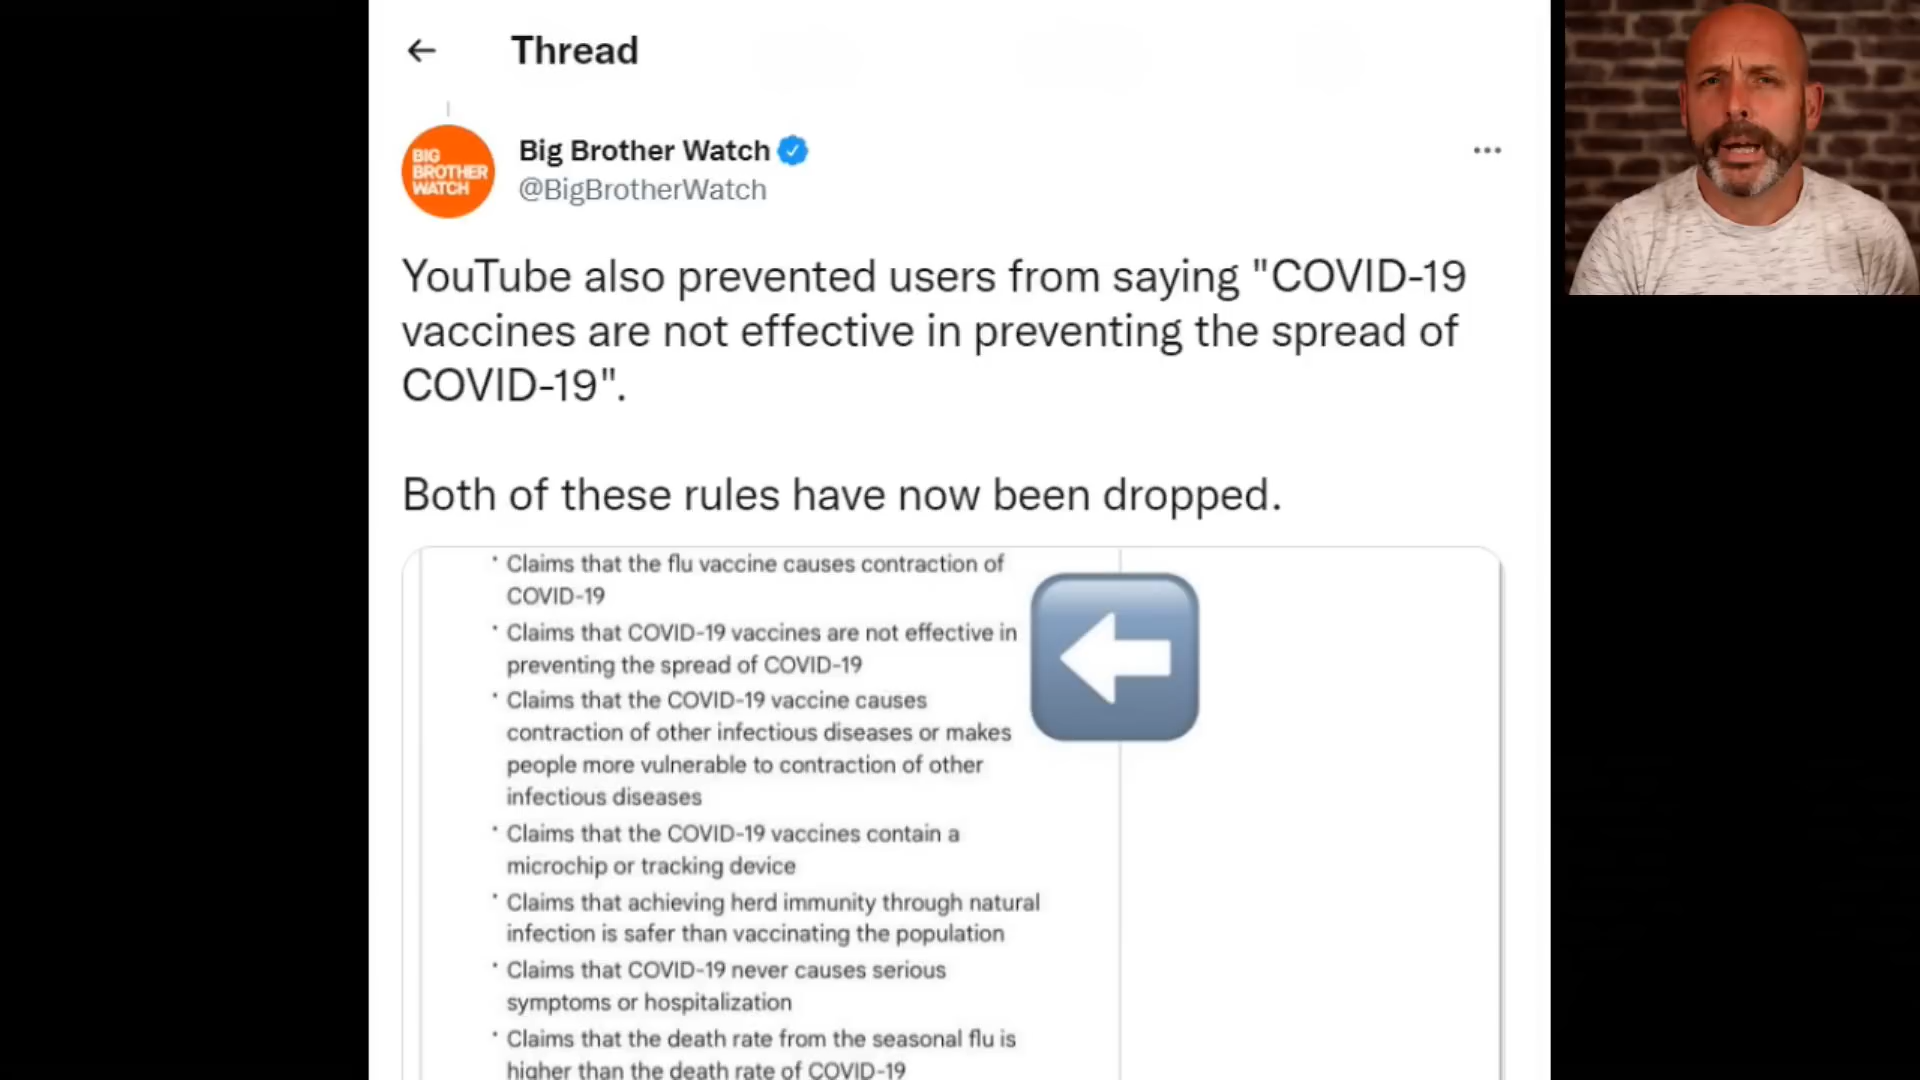 Thread
BIG
BROTHER
WATCH
Big Brother Watch
@BigBrotherWatch
YouTube also prevented users from saying "COVID-19
vaccines are not effective in preventing the spread of
COVID-19".
Both of these rules have now been dropped.
• Claims that the flu vaccine causes contraction of
COVID-19
• Claims that COVID-19 vaccines are not effective in
preventing the spread of COVID-19
• Claims that the COVID-19 vaccine causes
contraction of other infectious diseases or makes
people more vulnerable to contraction of other
infectious diseases
• Claims that the COVID-19 vaccines contain a
microchip or tracking device
• Claims that achieving herd immunity through natural
infection is safer than vaccinating the population
• Claims that COVID-19 never causes serious
symptoms or hospitalization
• Claims that the death rate from the seasonal flu is
higher than the death rate of COVID-19